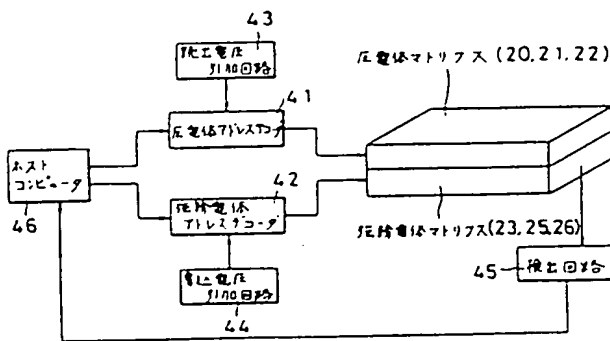 43
読出電圧
印加回路
41
圧電体アドレスデコーダ
圧電体マトリクス(20,21,22)
ホスト
コンピュータ
46
42
強誘電体
アドレスデコーダ
強誘電体マトリクス(23,25,26)
書込電圧
印加回路
44
45
検出回路